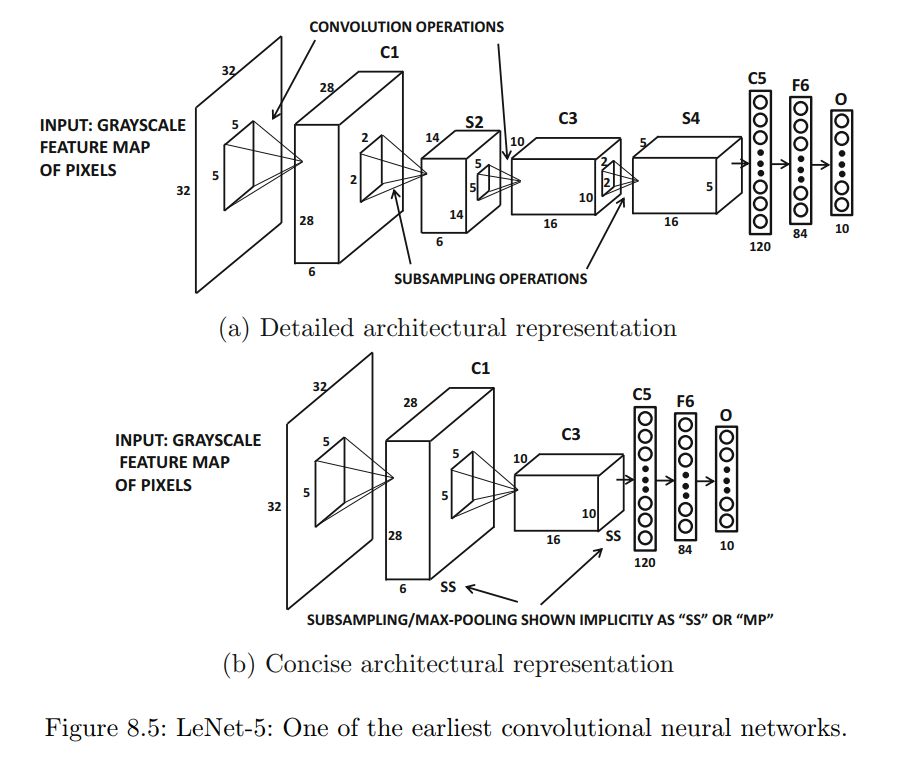 CONVOLUTION OPERATIONS
32
C1
28
INPUT: GRAYSCALE
FEATURE MAP
OF PIXELS
5
5
32
28
6
2
2
14
S2
5
5
14
6
10
C3
2
2
10
16
5
S4
5
16
C5
F6
O
120
84
10
SUBSAMPLING OPERATIONS
(a) Detailed architectural representation
32
C1
28
INPUT: GRAYSCALE
FEATURE MAP
OF PIXELS
5
5
32
28
6
5
5
SS
10
C3
10
16
SS
C5
F6
O
120
84
10
SUBSAMPLING/MAX-POOLING SHOWN IMPLICITLY AS “SS” OR “MP”
(b) Concise architectural representation
Figure 8.5: LeNet-5: One of the earliest convolutional neural networks.